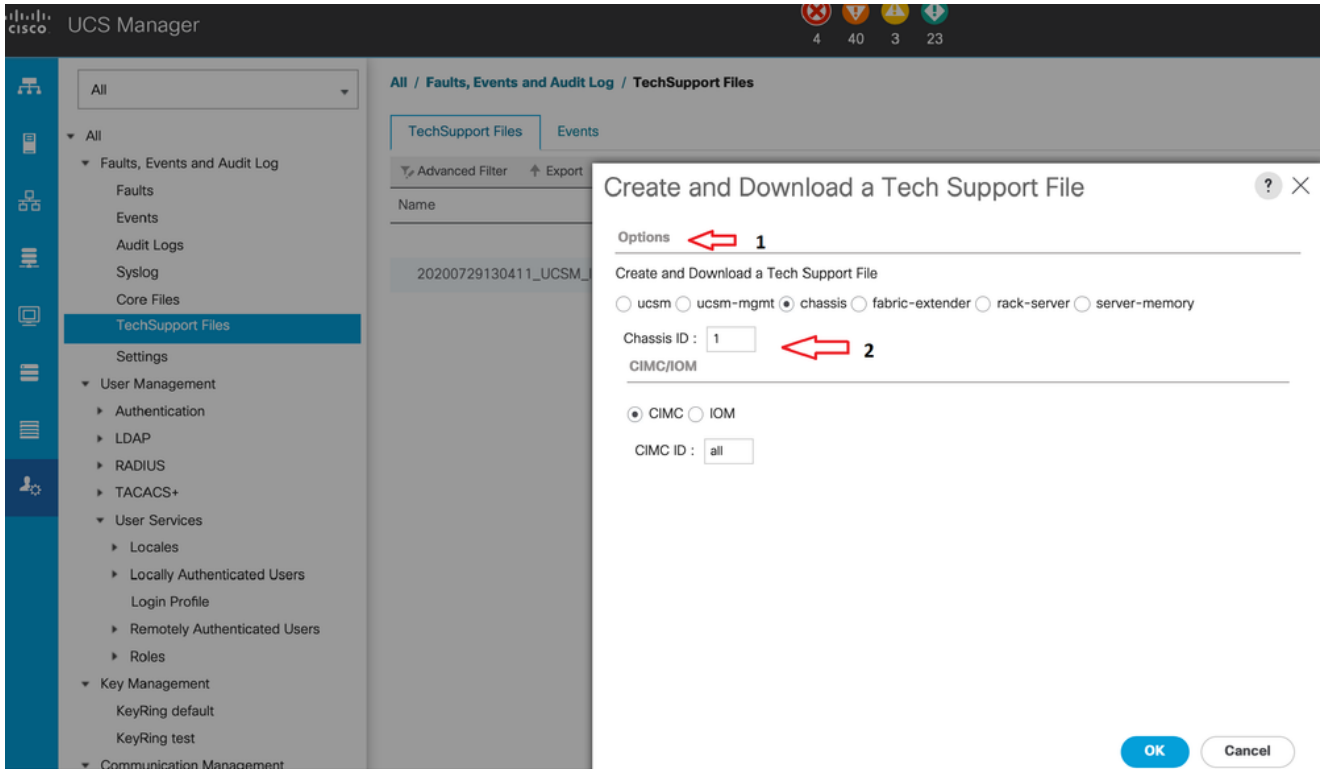 cisco UCS Manager
4 40 3 23
All
All
Faults, Events and Audit Log
Faults
Events
Audit Logs
Syslog
Core Files
TechSupport Files
Settings
User Management
Authentication
LDAP
RADIUS
TACACS+
User Services
Locales
Locally Authenticated Users
Login Profile
Remotely Authenticated Users
Roles
Key Management
KeyRing default
KeyRing test
Communication Management
All / Faults, Events and Audit Log / TechSupport Files
TechSupport Files Events
Advanced Filter Export
Name
20200729130411_UCSM_
Create and Download a Tech Support File ?
Options 1
Create and Download a Tech Support File
ucsm ucsm-mgmt chassis fabric-extender rack-server server-memory
Chassis ID : 1
2
CIMC/IOM
CIMC IOM
CIMC ID : all
OK Cancel